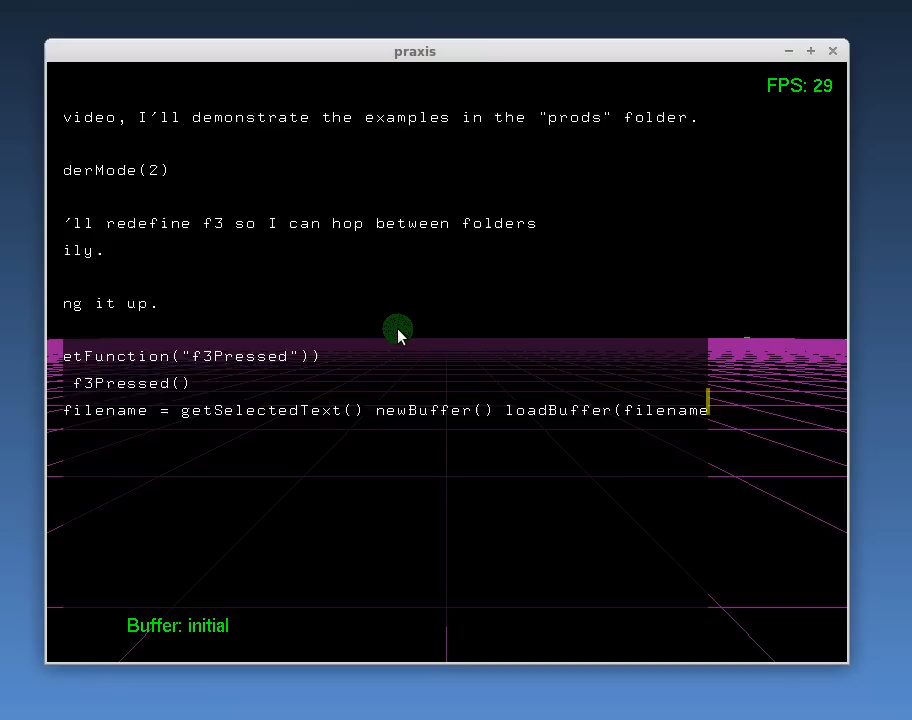 praxis
FPS: 29
video, I'll demonstrate the examples in the "prods" folder.
derMode(2)
'll redefine f3 so I can hop between folders
ily.
ng it up.
etFunction("f3Pressed"))
f3Pressed()
filename = getSelectedText() newBuffer() loadBuffer(filename
Buffer: initial